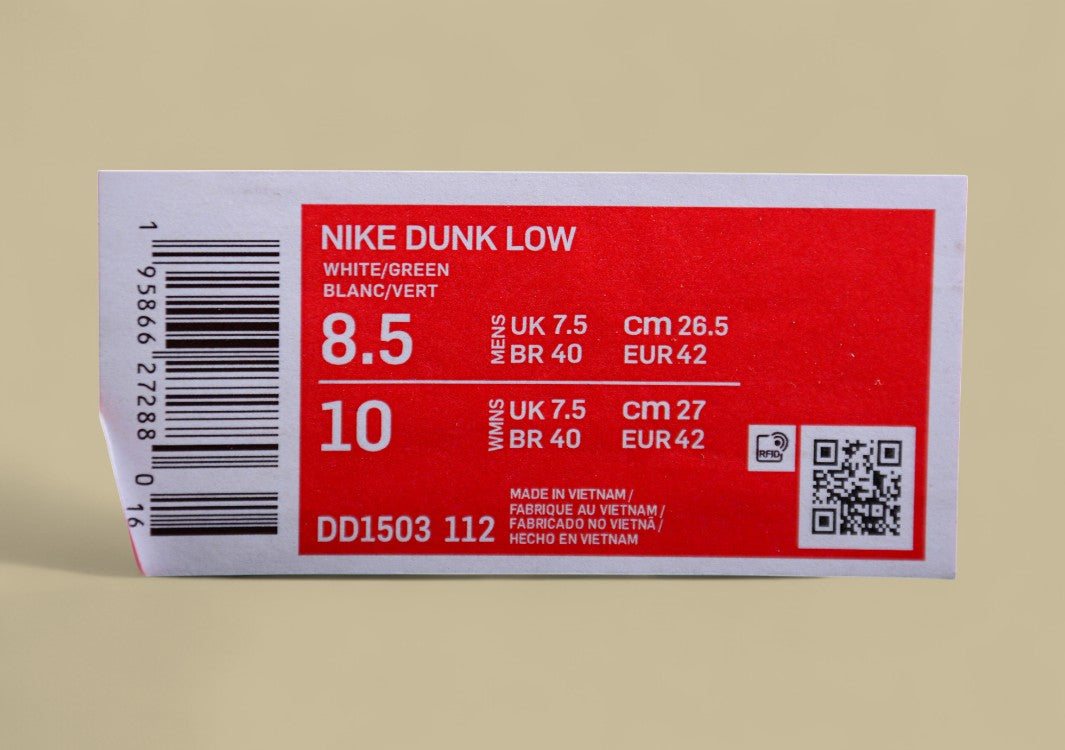 1 95866 27288 0 16
NIKE DUNK LOW
WHITE/GREEN
BLANC/VERT
8.5 MENS UK 7.5 cm 26.5
BR 40 EUR 42
10 WMNS UK 7.5 cm 27
BR 40 EUR 42
RFID
MADE IN VIETNAM /
FABRIQUE AU VIETNAM /
FABRICADO NO VIETNÃ /
HECHO EN VIETNAM
DD1503 112